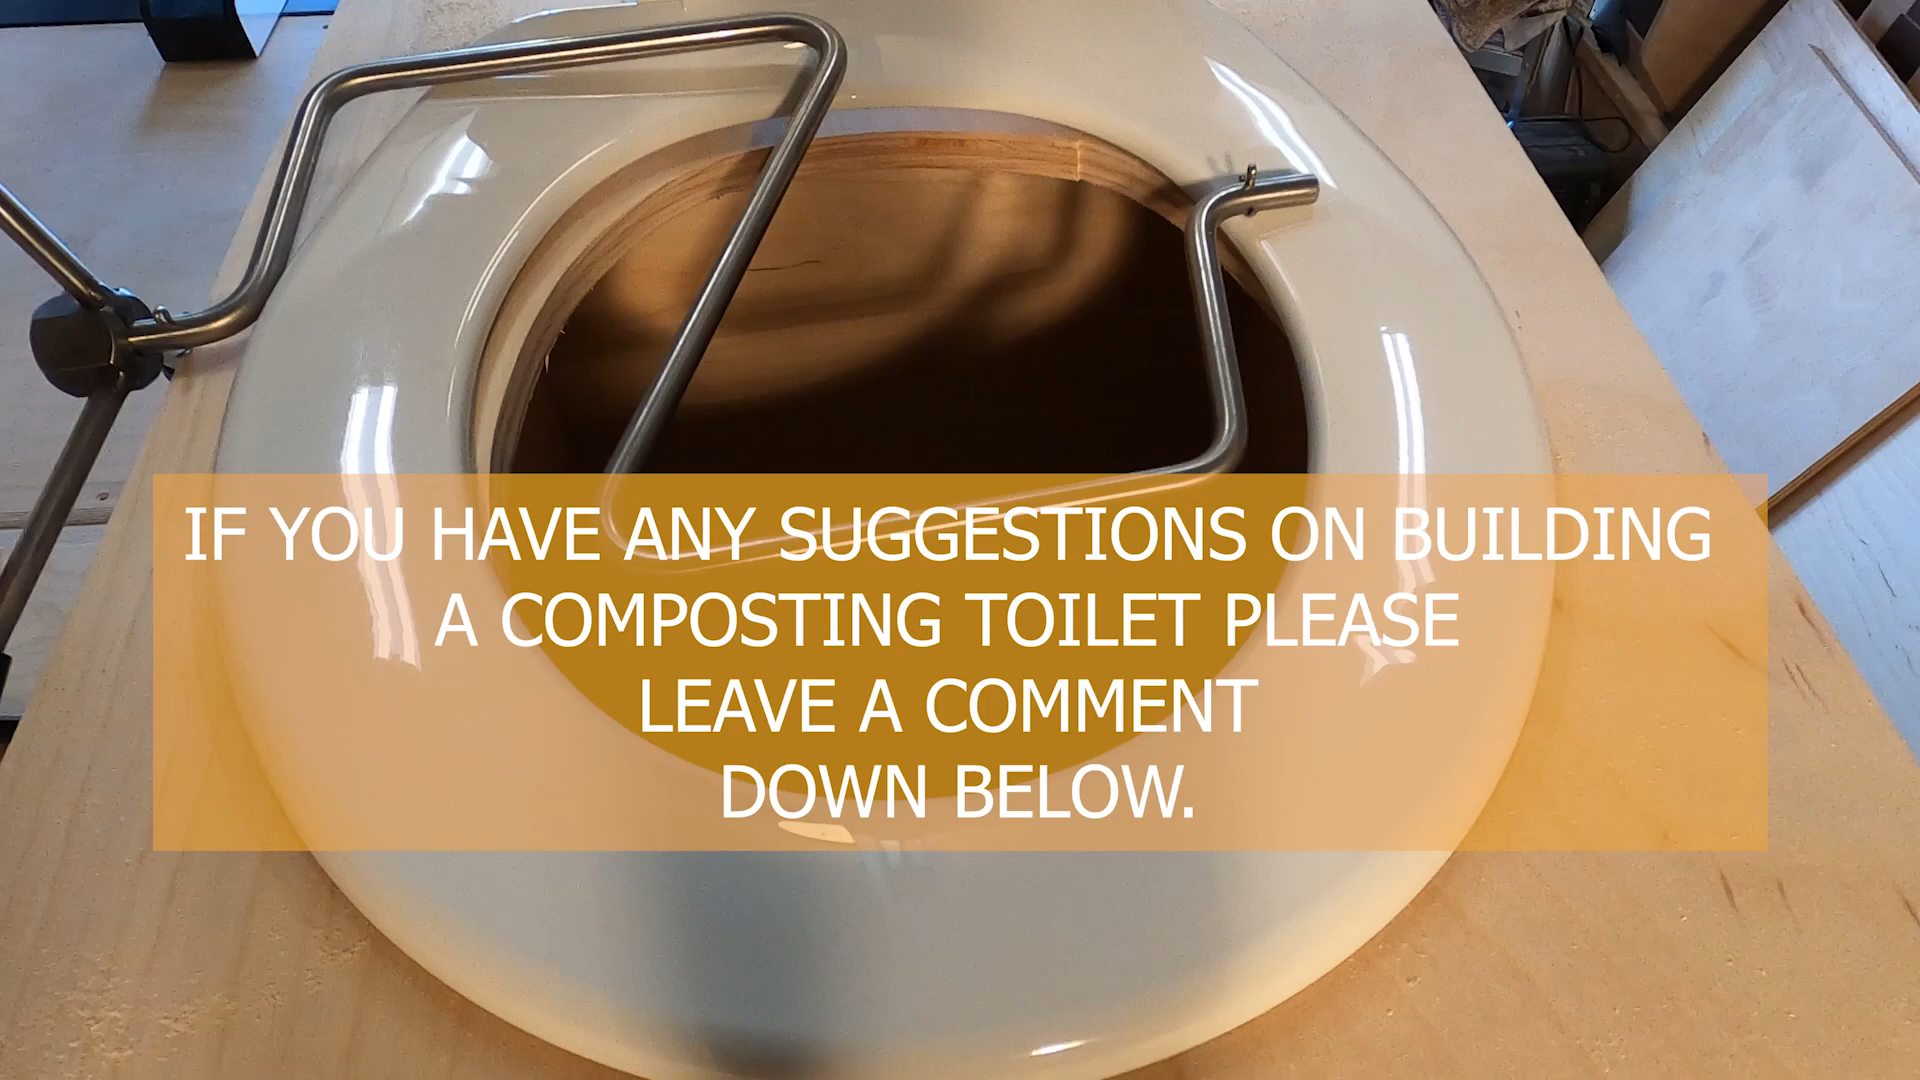 IF YOU HAVE ANY SUGGESTIONS ON BUILDING
A COMPOSTING TOILET PLEASE
LEAVE A COMMENT
DOWN BELOW.